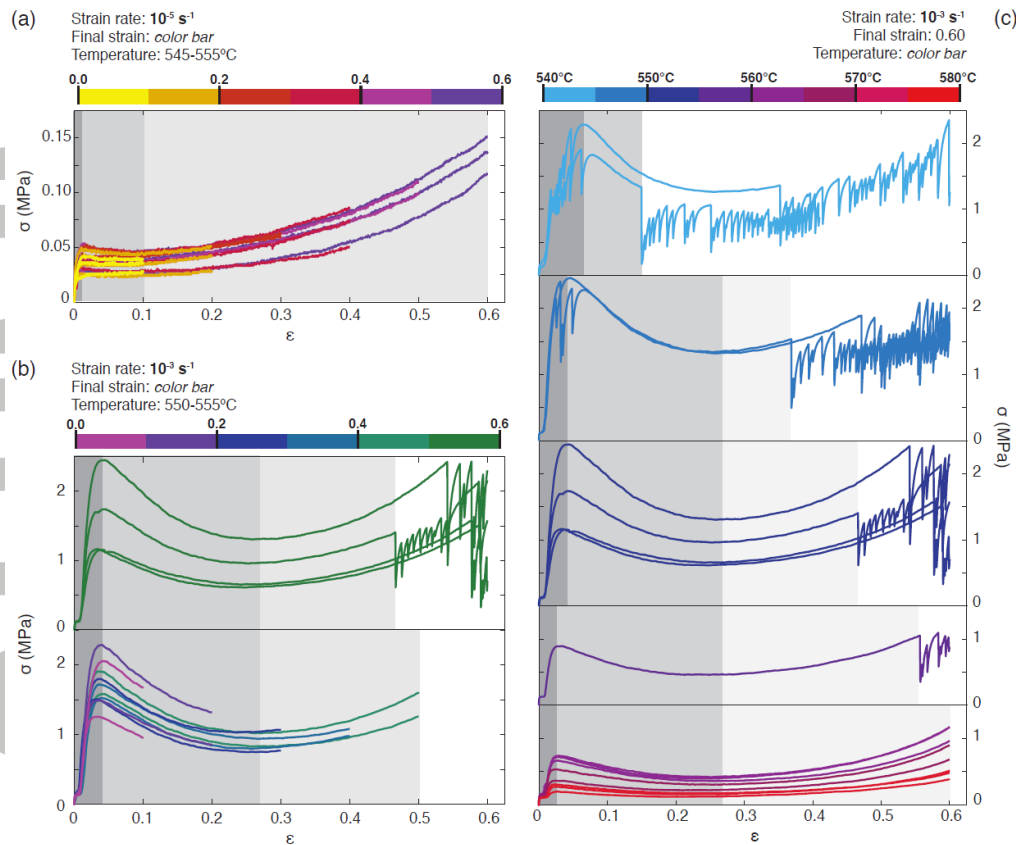 (a)
Strain rate: 10⁻⁵ s⁻¹
Final strain: color bar
Temperature: 545-555ºC
0.0 0.2 0.4 0.6
0.15
0.10
0.05
0
σ (MPa)
0 0.1 0.2 0.3 0.4 0.5 0.6
ε
(b)
Strain rate: 10⁻³ s⁻¹
Final strain: color bar
Temperature: 550-555ºC
0.0 0.2 0.4 0.6
2
1
0
2
1
0
σ (MPa)
0 0.1 0.2 0.3 0.4 0.5 0.6
ε
(c)
Strain rate: 10⁻³ s⁻¹
Final strain: 0.60
Temperature: color bar
540°C 550°C 560°C 570°C 580°C
2
1
0
2
1
0
σ (MPa)
2
1
0
1
0
1
0
0 0.1 0.2 0.3 0.4 0.5 0.6
ε